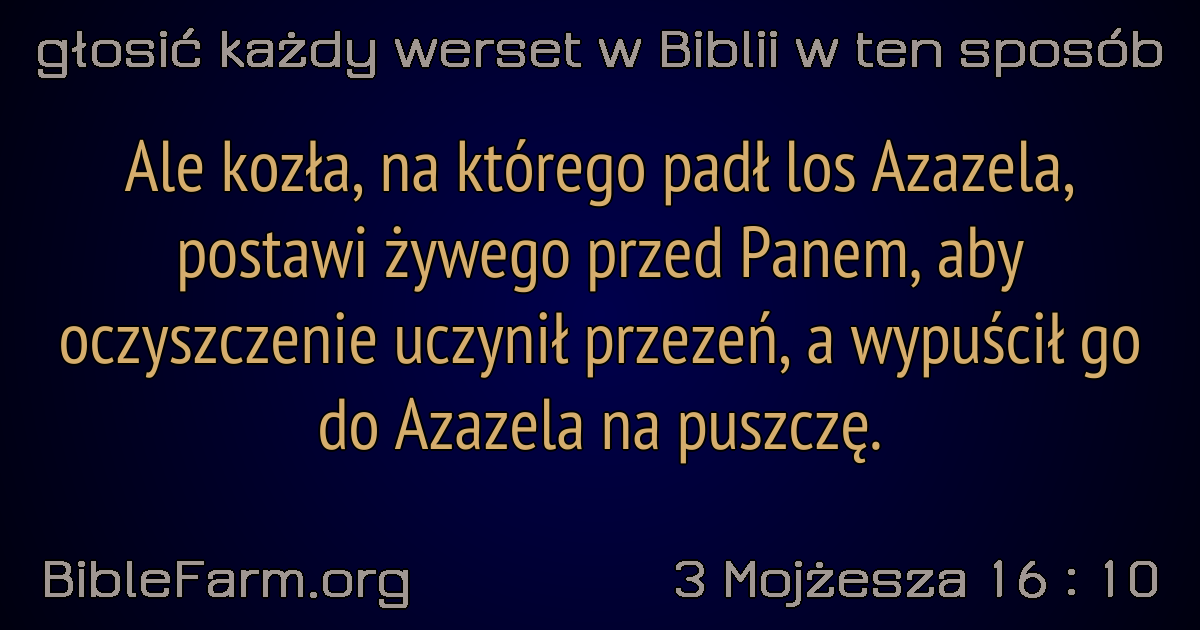 głosić każdy werset w Biblii w ten sposób
Ale kozła, na którego padł los Azazela,
postawi żywego przed Panem, aby
oczyszczenie uczynił przezeń, a wypuścił go
do Azazela na puszczę.
BibleFarm.org
3 Mojżesza 16 : 10